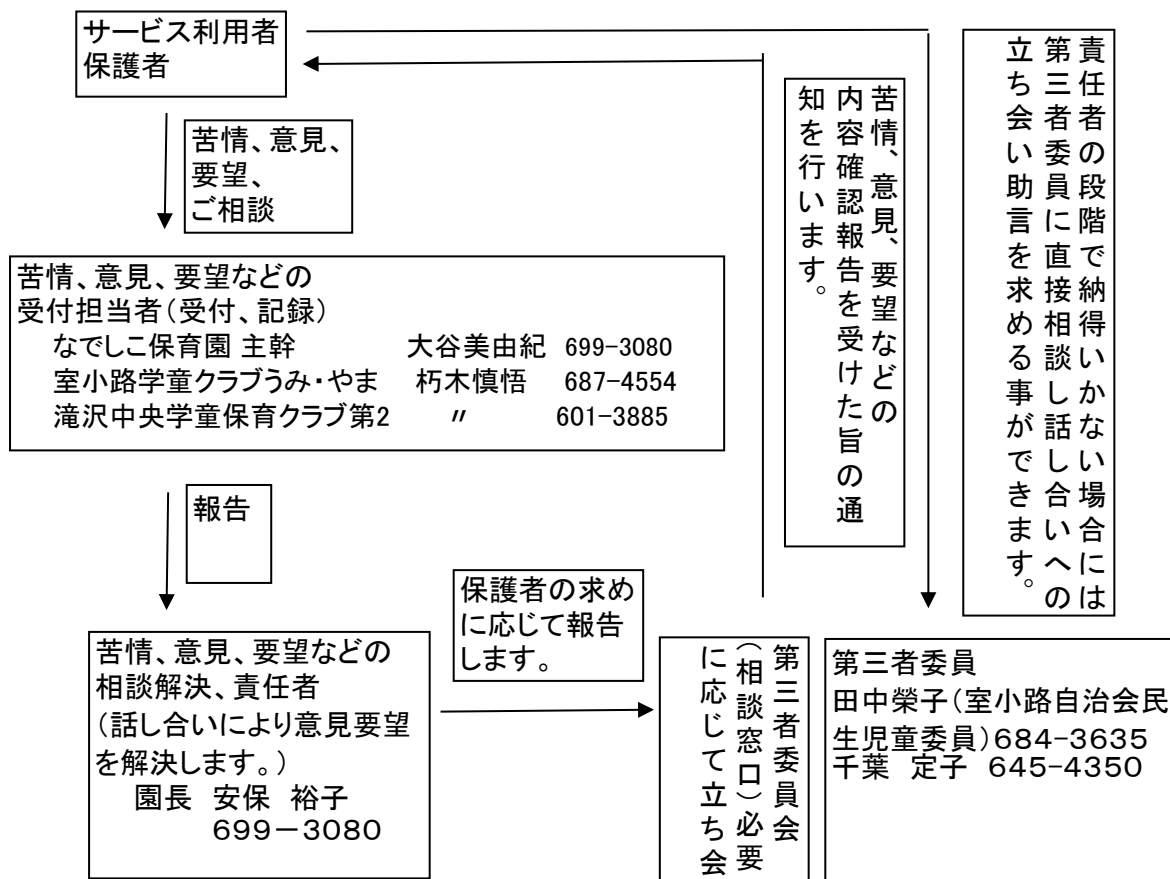 サービス利用者
保護者
苦情、意見、
要望、
ご相談
苦情、意見、要望などの
受付担当者（受付、記録）
なでしこ保育園 主幹 大谷美由紀 699-3080
室小路学童クラブうみ・やま 朽木慎悟 687-4554
滝沢中央学童保育クラブ第2 〃 601-3885
報告
苦情、意見、要望などの
相談解決、責任者
（話し合いにより意見要望
を解決します。）
園長 安保 裕子
699－3080
保護者の求め
に応じて報告
します。
第三者委員会
（相談窓口）必要
に応じて立ち会
苦情、意見、要望などの
内容確認報告を受けた旨の通
知を行います。
責任者の段階で納得いかない場合には
第三者委員に直接相談し話し合いへの
立ち会い助言を求める事ができます。
第三者委員
田中榮子（室小路自治会民
生児童委員）684-3635
千葉 定子 645-4350